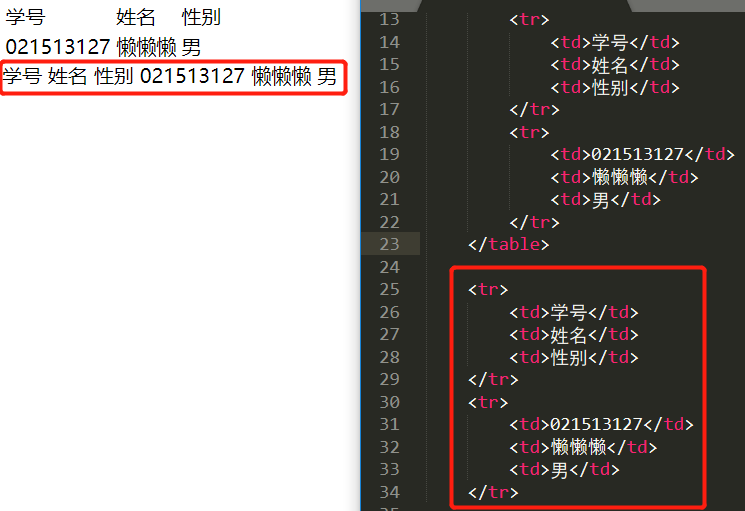 学号 姓名 性别
021513127 懒懒懒 男
学号 姓名 性别 021513127 懒懒懒 男
13 <tr>
14 <td>学号</td>
15 <td>姓名</td>
16 <td>性别</td>
17 </tr>
18 <tr>
19 <td>021513127</td>
20 <td>懒懒懒</td>
21 <td>男</td>
22 </tr>
23 </table>
24
25 <tr>
26 <td>学号</td>
27 <td>姓名</td>
28 <td>性别</td>
29 </tr>
30 <tr>
31 <td>021513127</td>
32 <td>懒懒懒</td>
33 <td>男</td>
34 </tr>